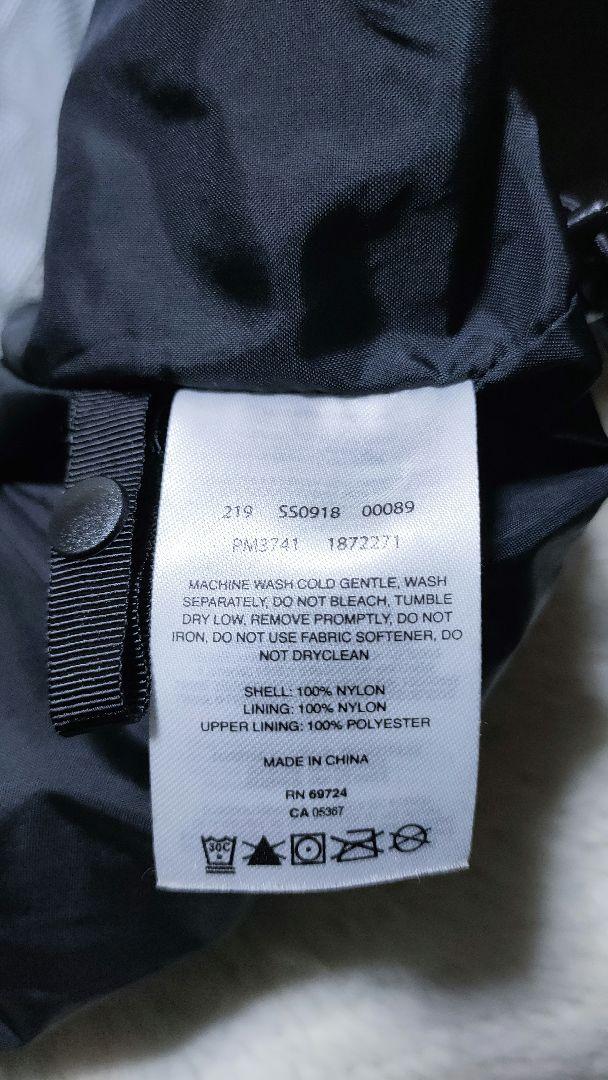 219 SS0918 00089
PM3741 1872271
MACHINE WASH COLD GENTLE, WASH
SEPARATELY, DO NOT BLEACH, TUMBLE
DRY LOW, REMOVE PROMPTLY, DO NOT
IRON, DO NOT USE FABRIC SOFTENER, DO
NOT DRYCLEAN
SHELL: 100% NYLON
LINING: 100% NYLON
UPPER LINING: 100% POLYESTER
MADE IN CHINA
RN 69724
CA 05367
30C